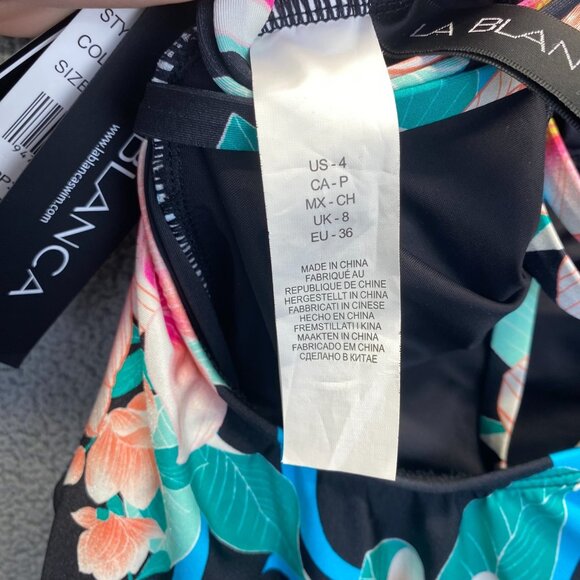 STY
COL
SIZE
LA BLAN
BLANCA
www.lablancaswim.com
US - 4
CA - P
MX - CH
UK - 8
EU - 36
MADE IN CHINA
FABRIQUÉ AU
REPUBLIQUE DE CHINE
HERGESTELLT IN CHINA
FABBRICATI IN CINESE
HECHO EN CHINA
FREMSTILLAT I KINA
MAAKTEN IN CHINA
FABRICADO EM CHINA
СДЕЛАНО В КИТАЕ